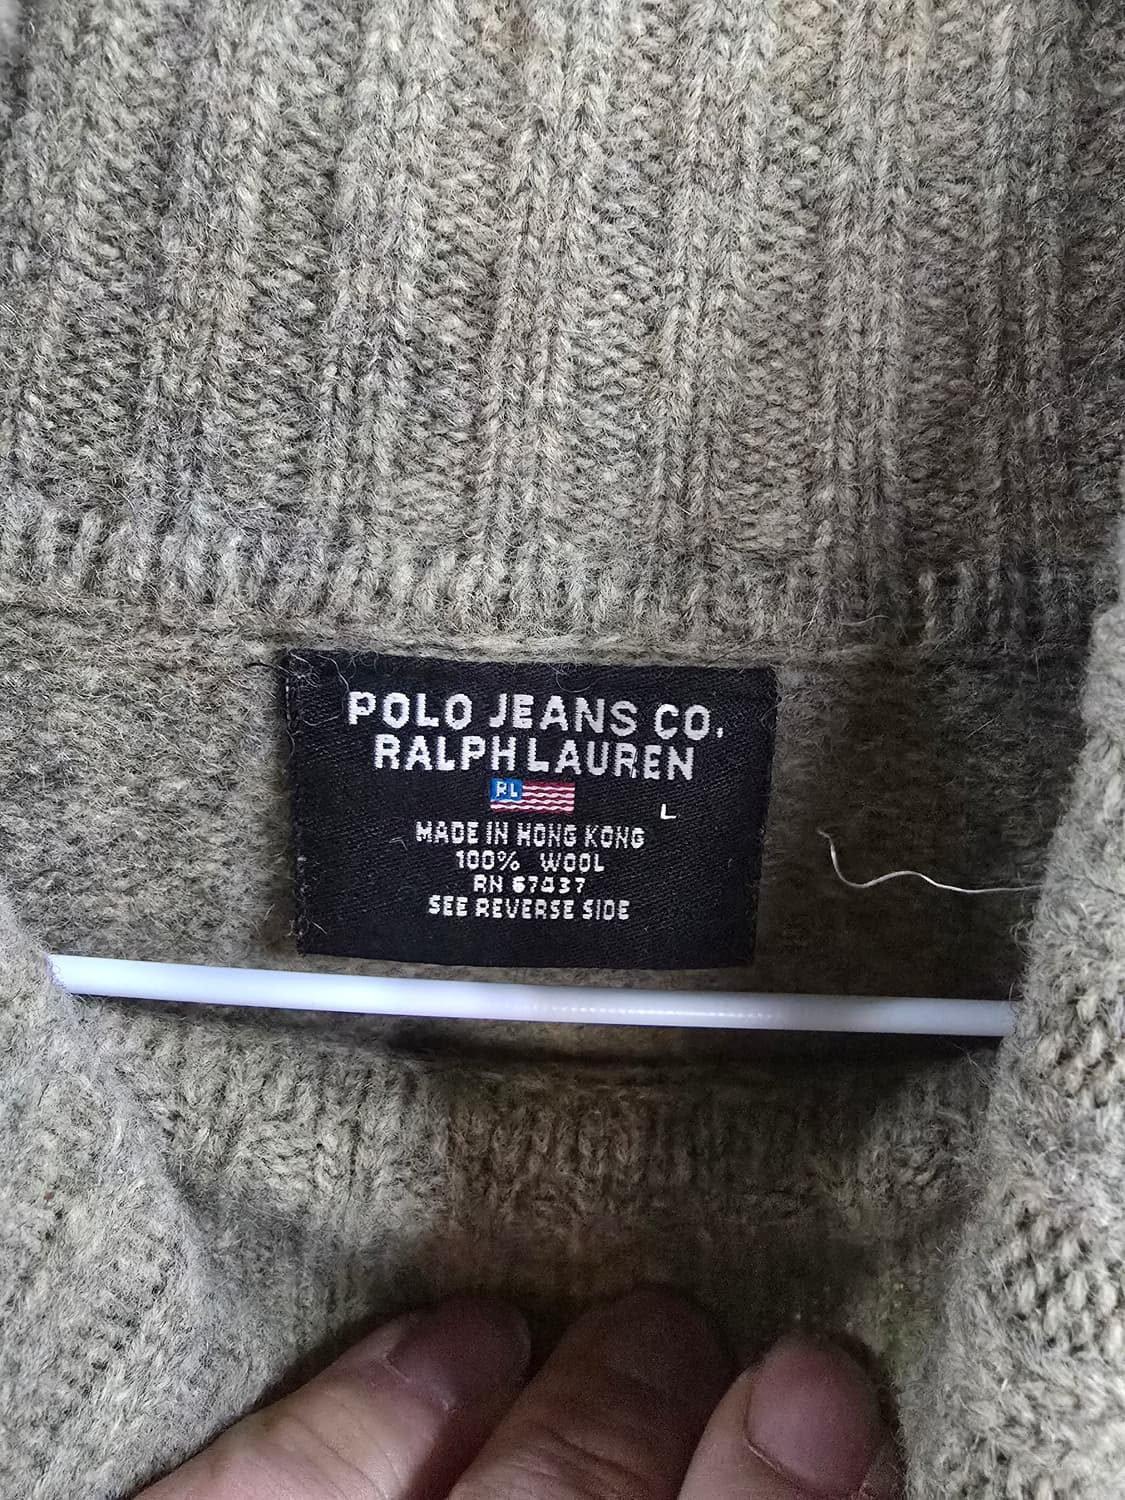 POLO JEANS CO.
RALPH LAUREN
RL
L
MADE IN HONG KONG
100% WOOL
RN 67437
SEE REVERSE SIDE